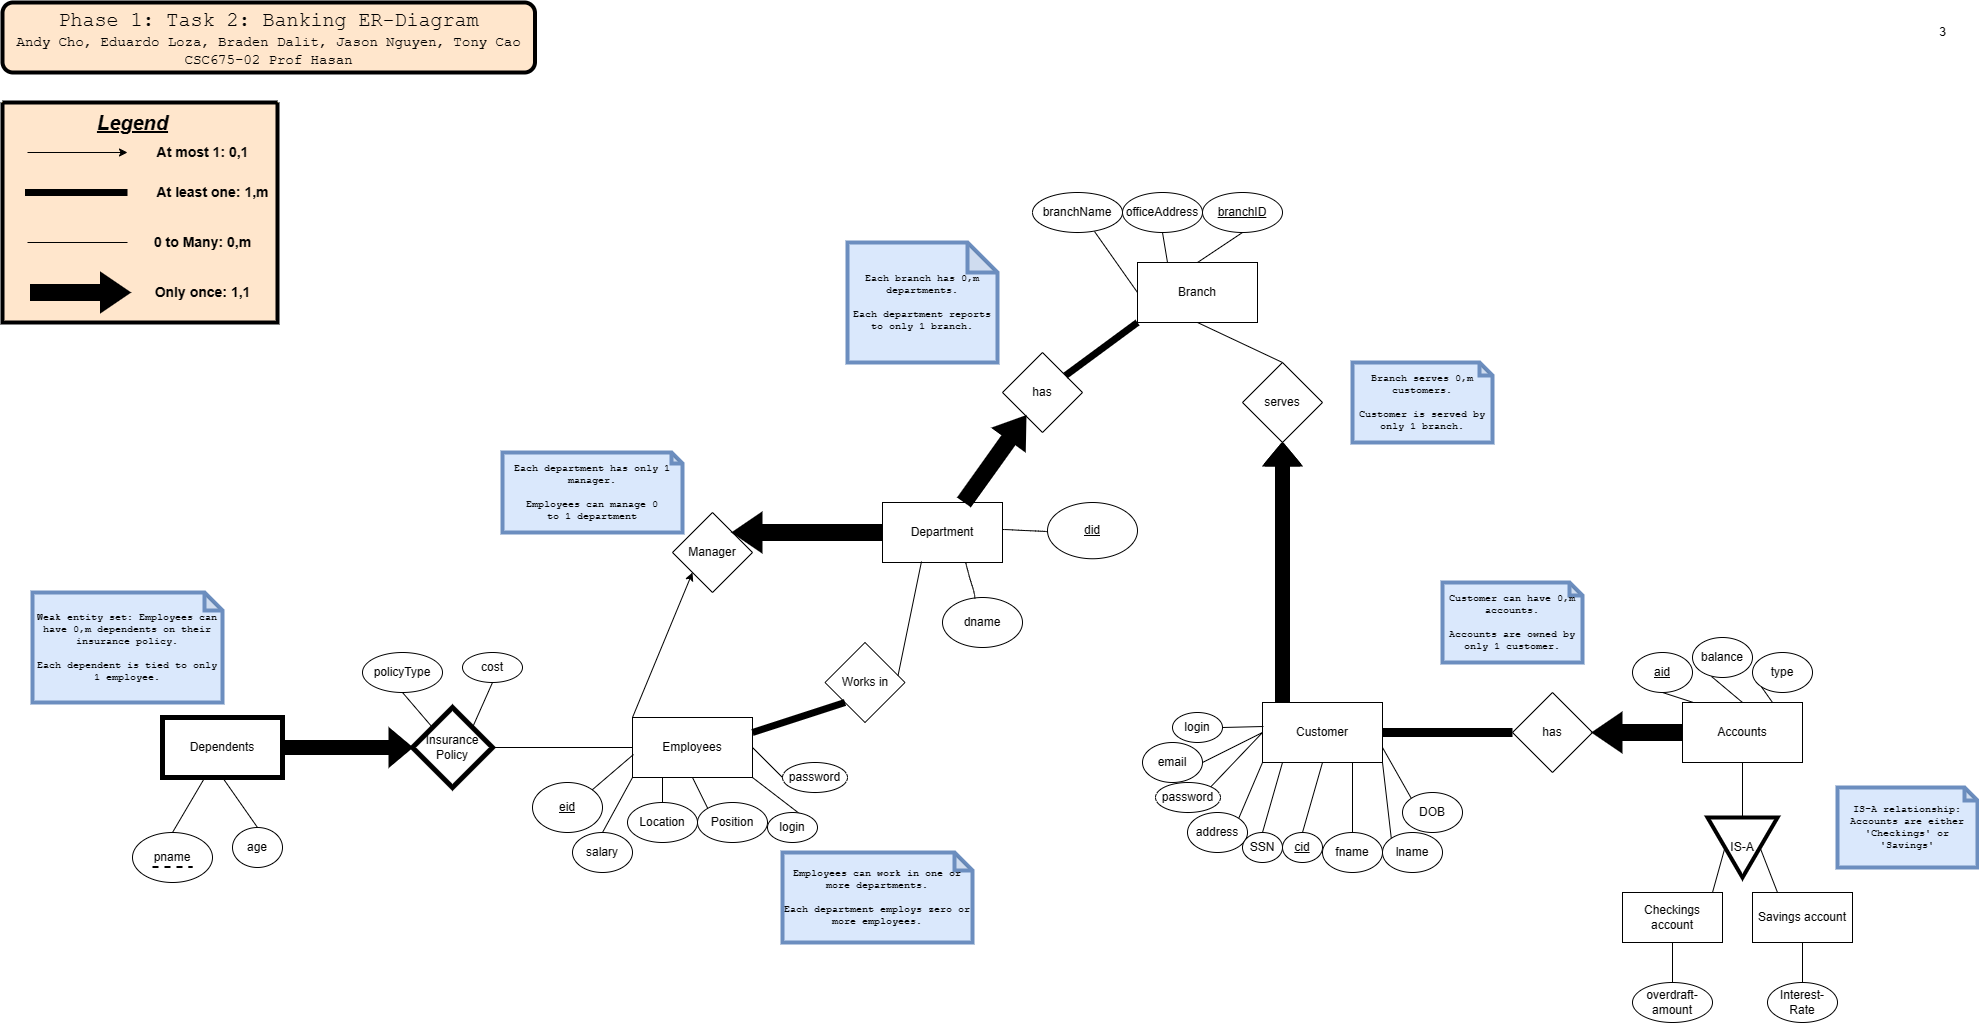 Phase 1: Task 2: Banking ER-Diagram
Andy Cho, Eduardo Loza, Braden Dalit, Jason Nguyen, Tony Cao
CSC675-02 Prof Hasan
3
Legend
At most 1: 0,1
At least one: 1,m
0 to Many: 0,m
Only once: 1,1
branchName
officeAddress
branchID
Branch
Each branch has 0,m
departments.
Each department reports
to only 1 branch.
has
serves
Branch serves 0,m
customers.
Customer is served by
only 1 branch.
Each department has only 1
manager.
Employees can manage 0
to 1 department
Manager
Department
did
dname
Weak entity set: Employees can
have 0,m dependents on their
insurance policy.
Each dependent is tied to only
1 employee.
policyType
cost
Dependents
Insurance
Policy
Employees
Works in
pname
age
eid
salary
Location
Position
login
password
Employees can work in one or
more departments.
Each department employs zero or
more employees.
Customer can have 0,m
accounts.
Accounts are owned by
only 1 customer.
login
email
password
address
SSN
cid
fname
lname
DOB
Customer
has
aid
balance
type
Accounts
IS-A
IS-A relationship:
Accounts are either
'Checkings' or
'Savings'
Checkings
account
Savings account
overdraft-
amount
Interest-
Rate